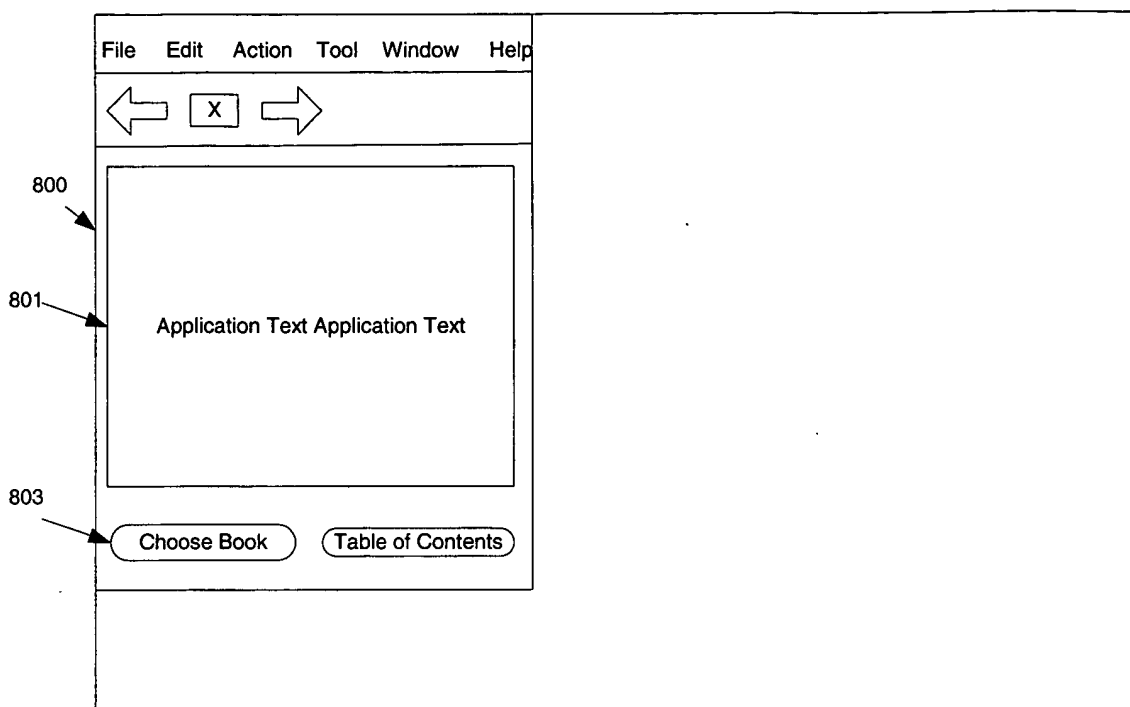 File Edit Action Tool Window Help
X
800
801
Application Text Application Text
803
Choose Book Table of Contents